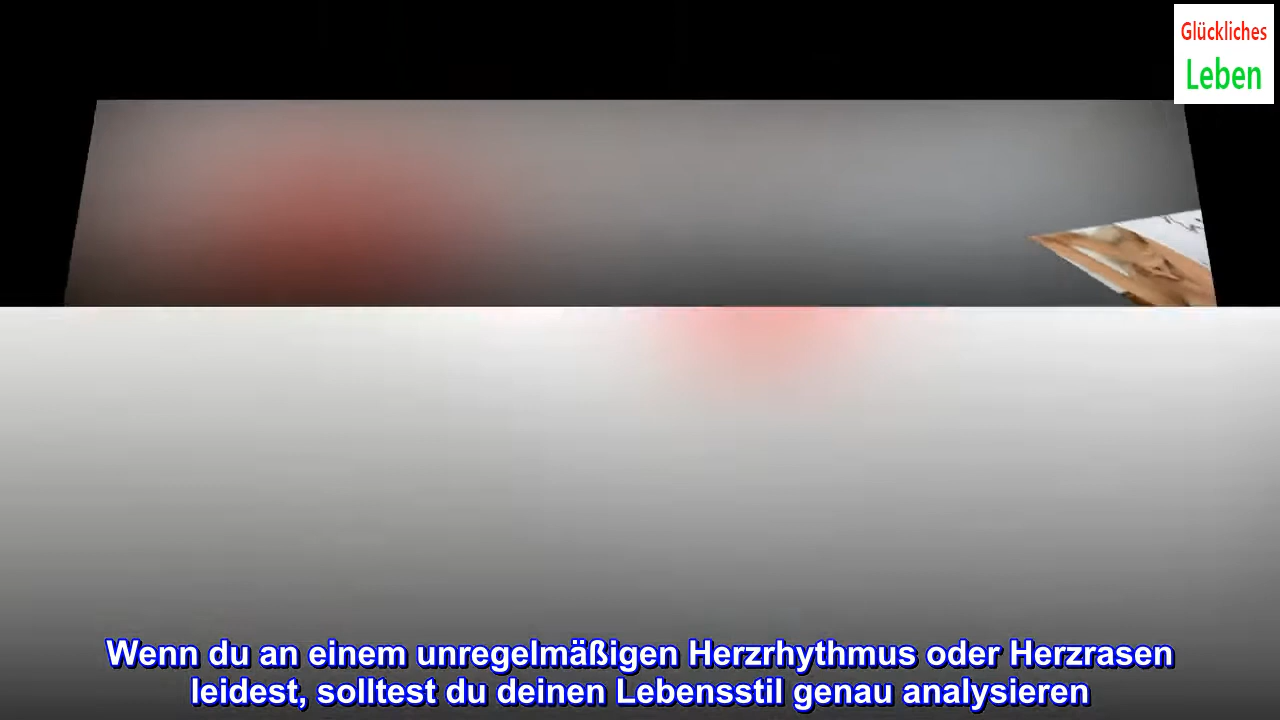 Glückliches
Leben
Wenn du an einem unregelmäßigen Herzrhythmus oder Herzrasen
leidest, solltest du deinen Lebensstil genau analysieren